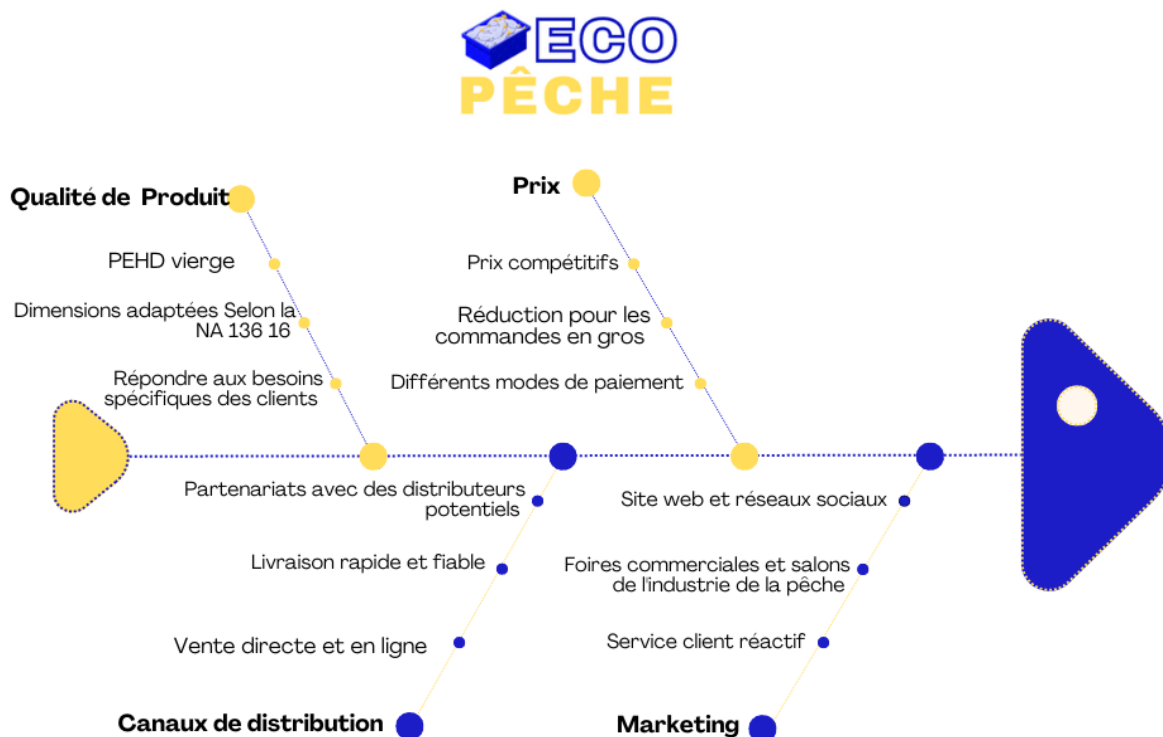 ECO
PÊCHE
Qualité de Produit
PEHD vierge
Dimensions adaptées Selon la
NA 136 16
Répondre aux besoins
spécifiques des clients
Prix
Prix compétitifs
Réduction pour les
commandes en gros
Différents modes de paiement
Partenariats avec des distributeurs
potentiels
Livraison rapide et fiable
Vente directe et en ligne
Canaux de distribution
Site web et réseaux sociaux
Foires commerciales et salons
de l'industrie de la pêche
Service client réactif
Marketing